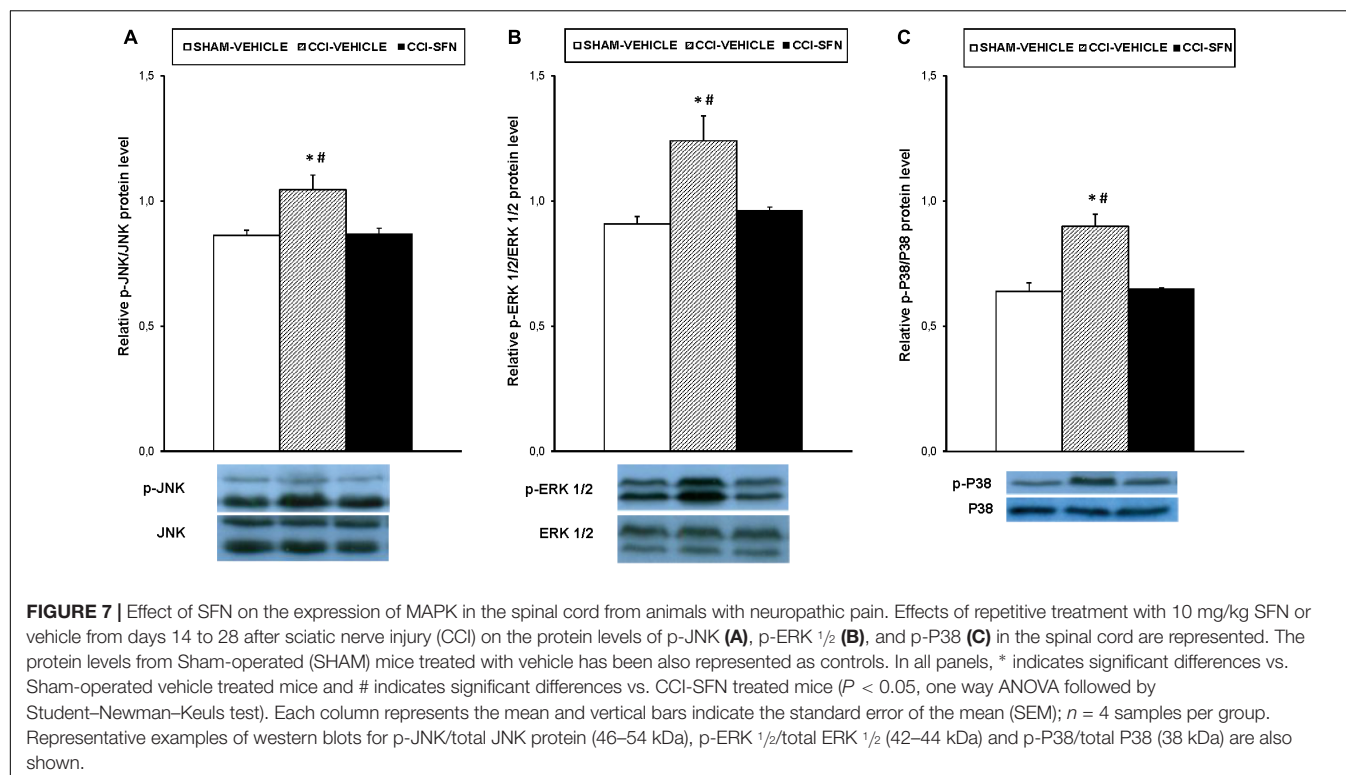 A
B
C
SHAM-VEHICLE CCI-VEHICLE CCI-SFN
SHAM-VEHICLE CCI-VEHICLE CCI-SFN
SHAM-VEHICLE CCI-VEHICLE CCI-SFN
Relative p-JNK/JNK protein level
1,5
1,0
0,5
0,0
* #
p-JNK
JNK
Relative p-ERK 1/2/ERK 1/2 protein level
1,5
1,0
0,5
0,0
* #
p-ERK 1/2
ERK 1/2
Relative p-P38/P38 protein level
1,5
1,0
0,5
0,0
* #
p-P38
P38
FIGURE 7 | Effect of SFN on the expression of MAPK in the spinal cord from animals with neuropathic pain. Effects of repetitive treatment with 10 mg/kg SFN or
vehicle from days 14 to 28 after sciatic nerve injury (CCI) on the protein levels of p-JNK (A), p-ERK 1/2 (B), and p-P38 (C) in the spinal cord are represented. The
protein levels from Sham-operated (SHAM) mice treated with vehicle has been also represented as controls. In all panels, * indicates significant differences vs.
Sham-operated vehicle treated mice and # indicates significant differences vs. CCI-SFN treated mice (P < 0.05, one way ANOVA followed by
Student–Newman–Keuls test). Each column represents the mean and vertical bars indicate the standard error of the mean (SEM); n = 4 samples per group.
Representative examples of western blots for p-JNK/total JNK protein (46–54 kDa), p-ERK 1/2/total ERK 1/2 (42–44 kDa) and p-P38/total P38 (38 kDa) are also
shown.